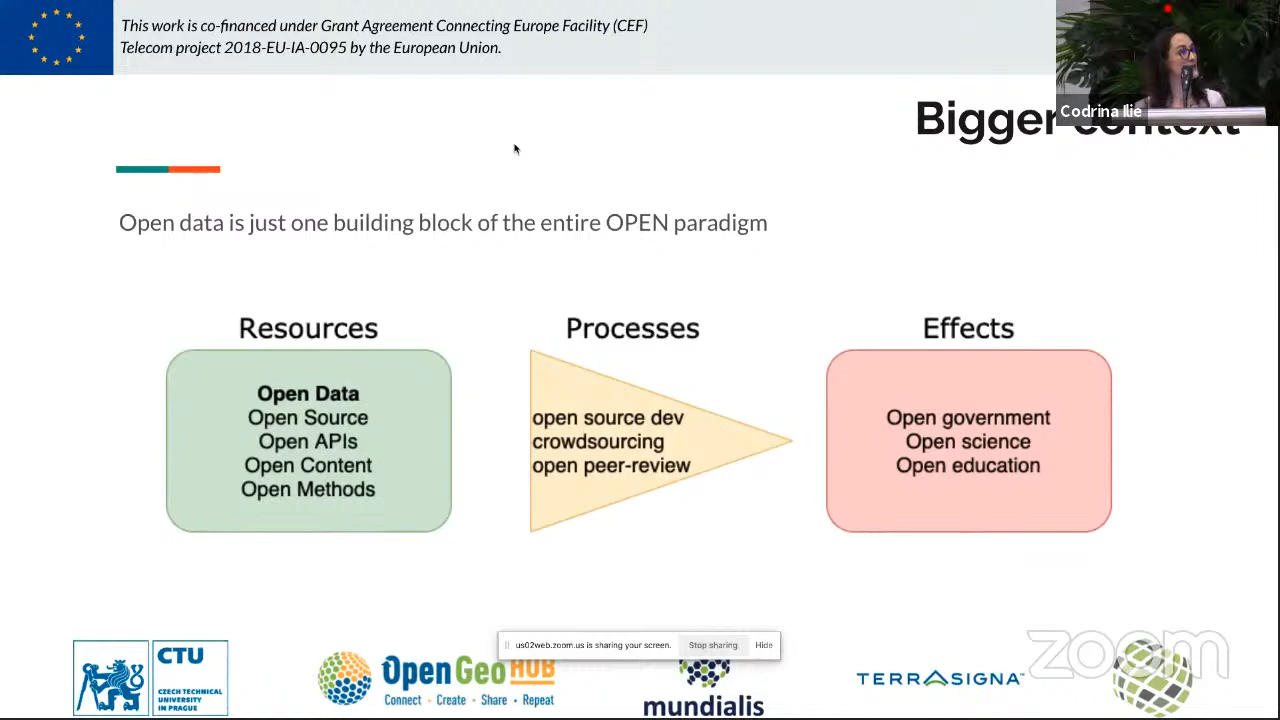 This work is co-financed under Grant Agreement Connecting Europe Facility (CEF)
Telecom project 2018-EU-IA-0095 by the European Union.
Codrina Ilie
Bigger context
Open data is just one building block of the entire OPEN paradigm
Resources
Open Data
Open Source
Open APIs
Open Content
Open Methods
Processes
open source dev
crowdsourcing
open peer-review
Effects
Open government
Open science
Open education
us02web.zoom.us is sharing your screen.
Stop sharing
Hide
CTU
CZECH TECHNICAL
UNIVERSITY
IN PRAGUE
OpenGeoHUB
Connect - Create - Share - Repeat
mundialis
TERRASIGNA™
zoom